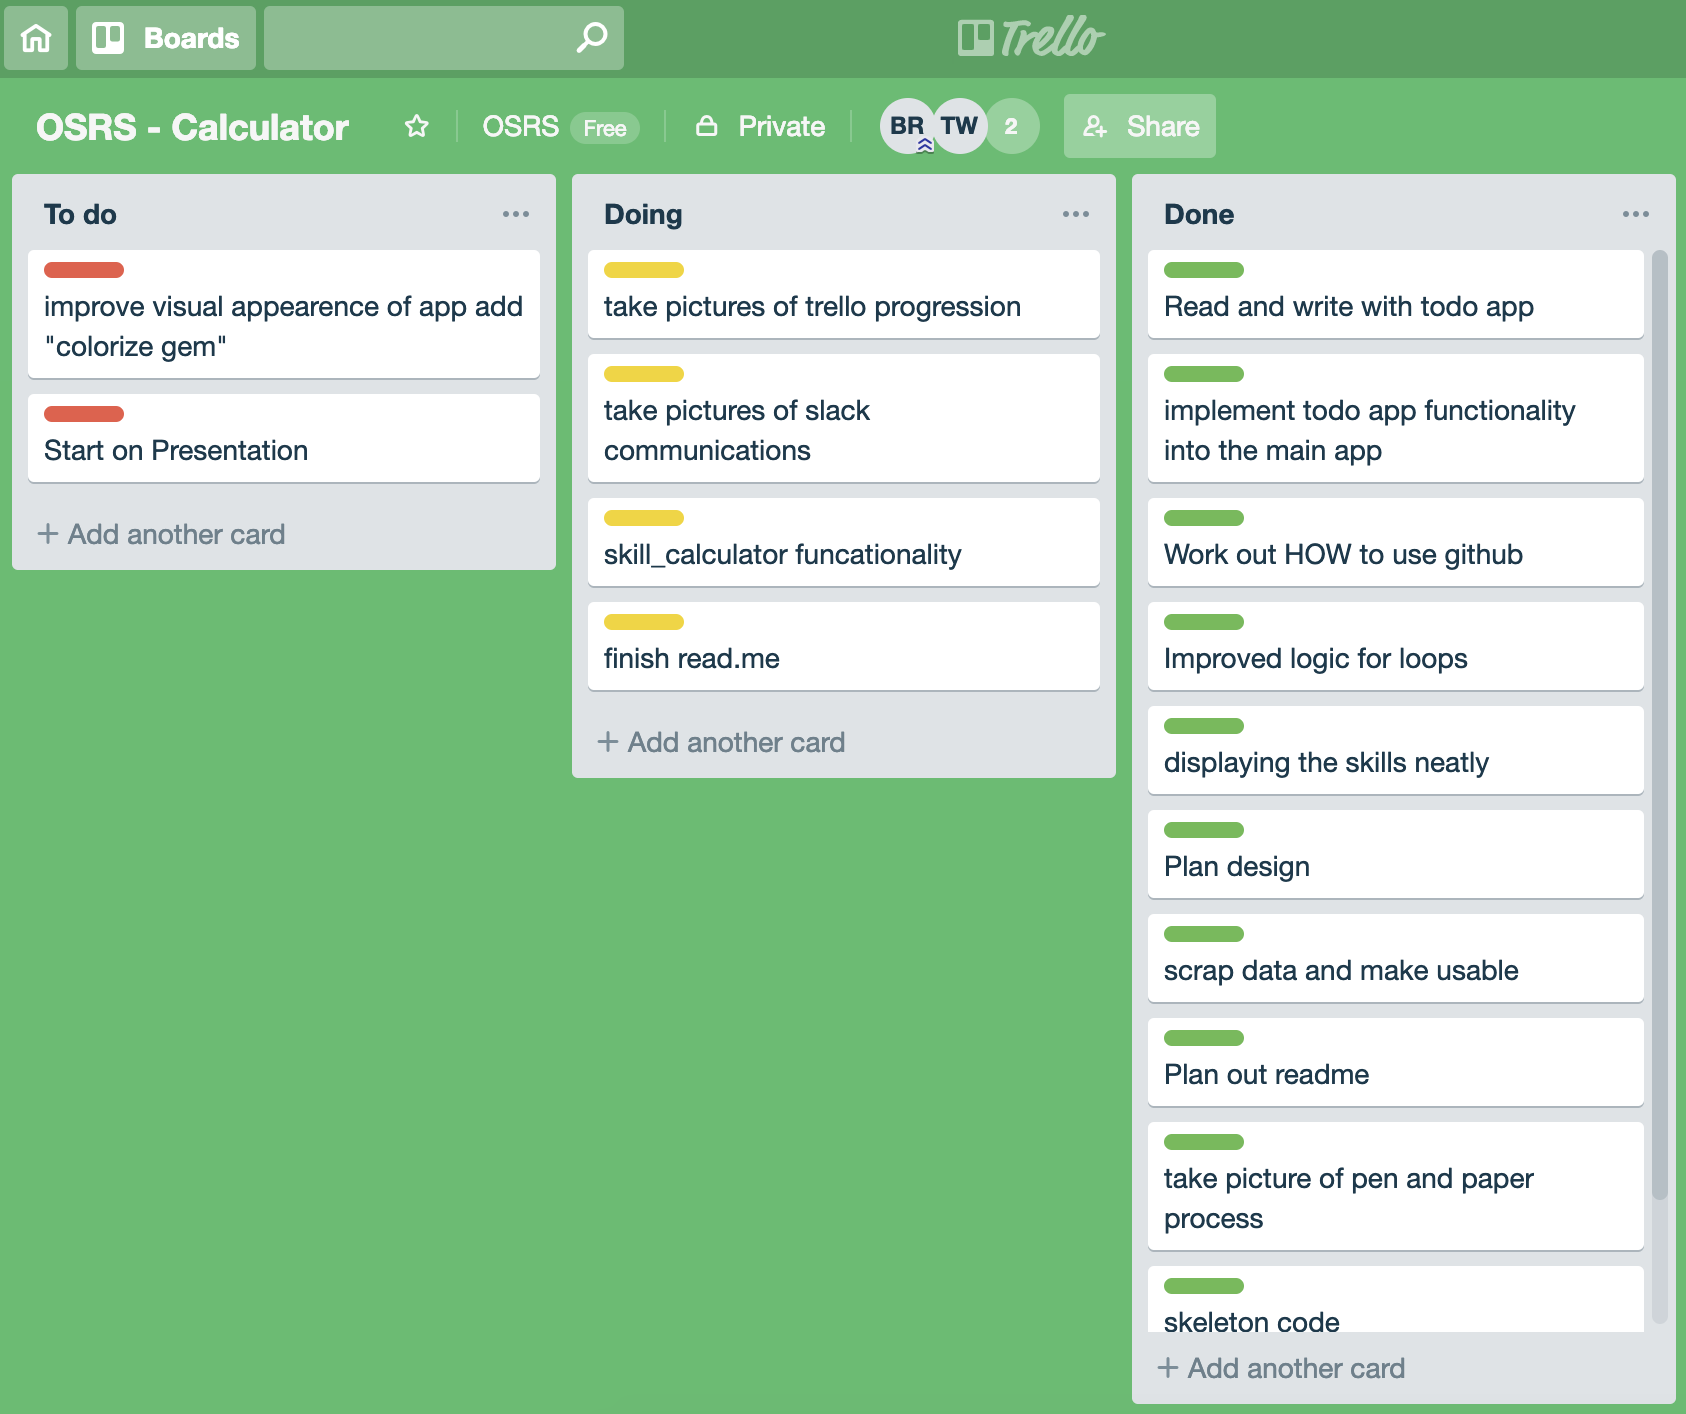 Boards
Trello
OSRS - Calculator
OSRS Free
Private
BR TW 2
Share
To do
improve visual appearence of app add
"colorize gem"
Start on Presentation
+ Add another card
Doing
take pictures of trello progression
take pictures of slack
communications
skill_calculator funcationality
finish read.me
+ Add another card
Done
Read and write with todo app
implement todo app functionality
into the main app
Work out HOW to use github
Improved logic for loops
displaying the skills neatly
Plan design
scrap data and make usable
Plan out readme
take picture of pen and paper
process
skeleton code
+ Add another card